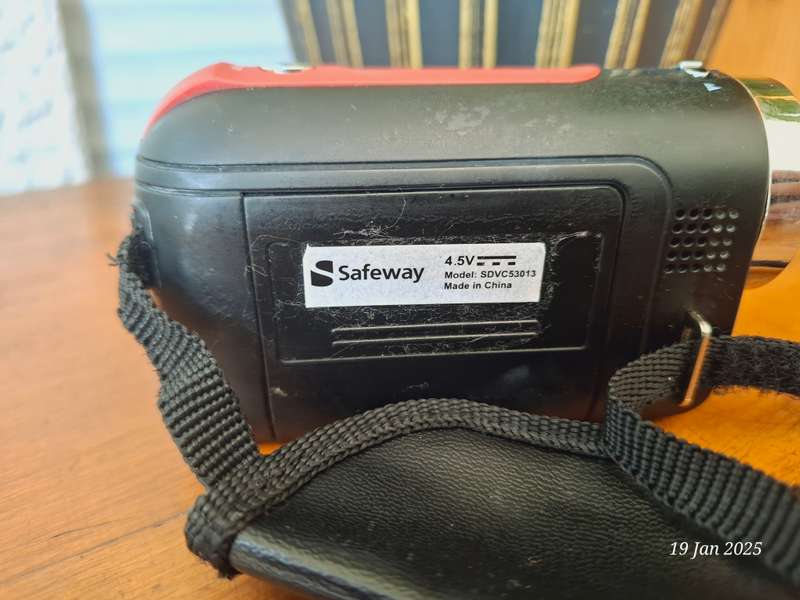 Safeway
4.5V
Model: SDVC53013
Made in China
19 Jan 2025